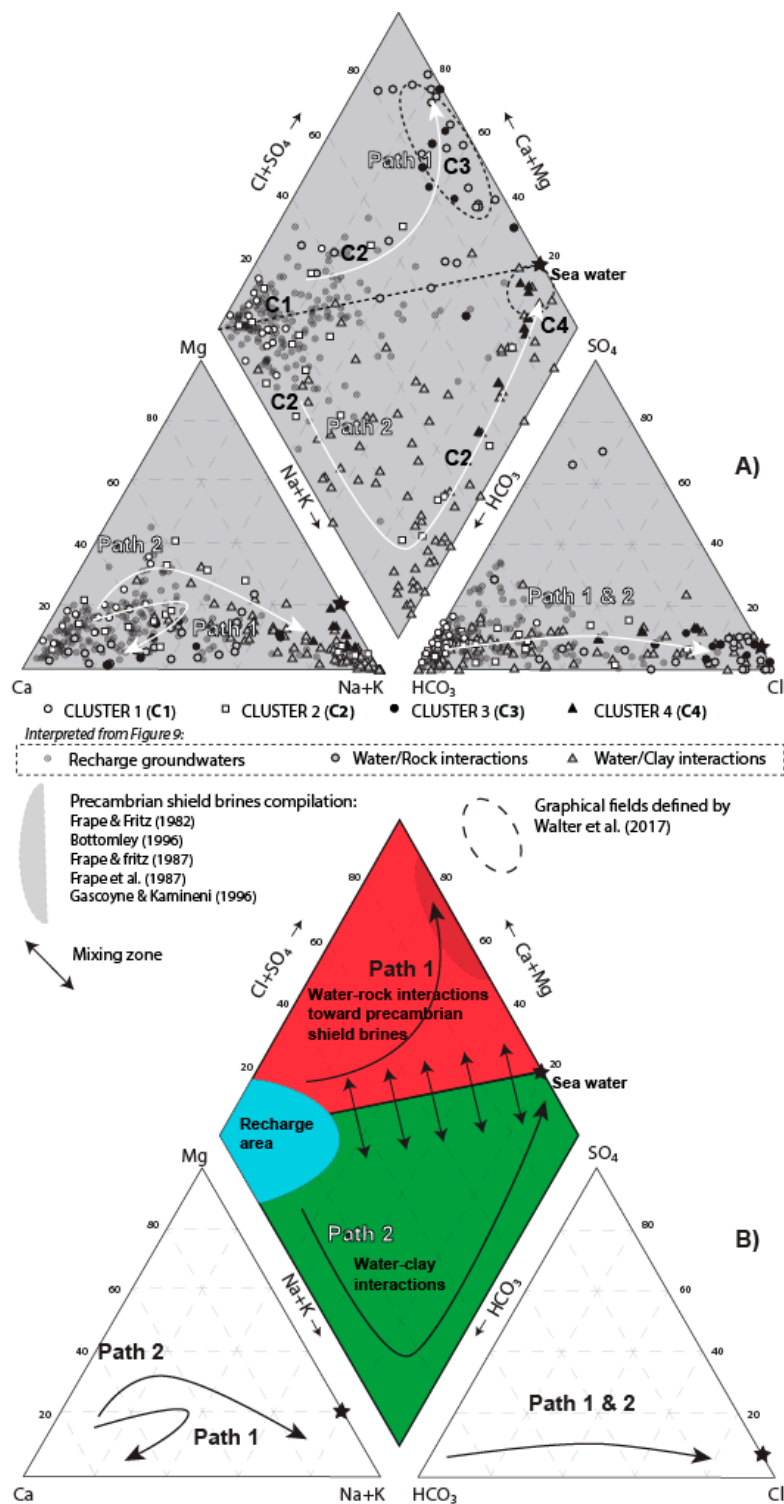 80
80
60
60
Cl+SO₄ →
← Ca+Mg
Path 1
C3
40
40
C2
20
20
C1
Sea water
Mg
C4
SO₄
C2
80
Path 2
80
A)
C2
60
Na+K →
← HCO₃
60
40
40
Path 2
Path 1 & 2
20
Path 1
20
Ca
Na+K
HCO₃
Cl
CLUSTER 1 (C1)
CLUSTER 2 (C2)
CLUSTER 3 (C3)
CLUSTER 4 (C4)
Interpreted from Figure 9:
Recharge groundwaters
Water/Rock interactions
Water/Clay interactions
Precambrian shield brines compilation:
Frape & Fritz (1982)
Bottomley (1996)
Frape & fritz (1987)
Frape et al. (1987)
Gascoyne & Kamineni (1996)
Graphical fields defined by
Walter et al. (2017)
Mixing zone
80
80
60
60
Cl+SO₄ →
← Ca+Mg
Path 1
Water-rock interactions
toward precambrian
shield brines
40
40
20
20
Sea water
Recharge
area
Mg
SO₄
80
Path 2
80
B)
Water-clay
interactions
Na+K →
← HCO₃
60
60
Path 2
40
40
Path 1 & 2
20
Path 1
20
Ca
Na+K
HCO₃
Cl